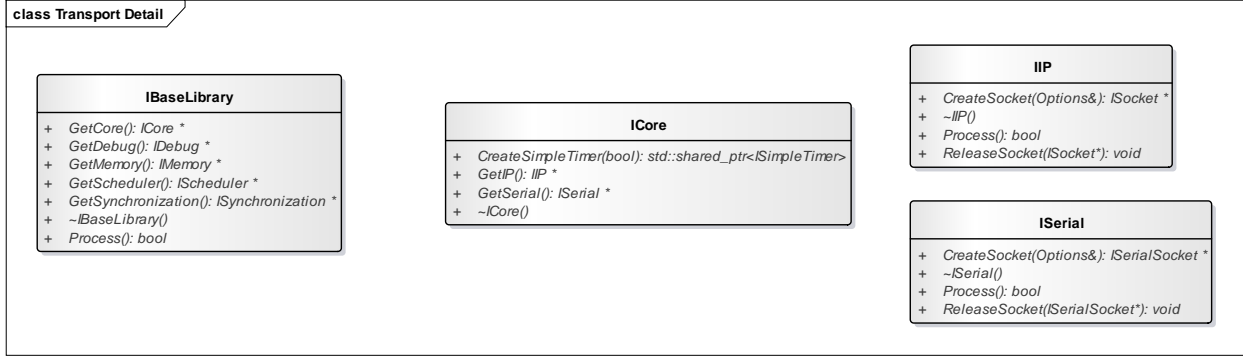 class Transport Detail
IBaseLibrary
+ GetCore(): ICore *
+ GetDebug(): IDebug *
+ GetMemory(): IMemory *
+ GetScheduler(): IScheduler *
+ GetSynchronization(): ISynchronization *
+ ~IBaseLibrary()
+ Process(): bool
ICore
+ CreateSimpleTimer(bool): std::shared_ptr<ISimpleTimer>
+ GetIP(): IIP *
+ GetSerial(): ISerial *
+ ~ICore()
IIP
+ CreateSocket(Options&): ISocket *
+ ~IIP()
+ Process(): bool
+ ReleaseSocket(ISocket*): void
ISerial
+ CreateSocket(Options&): ISerialSocket *
+ ~ISerial()
+ Process(): bool
+ ReleaseSocket(ISerialSocket*): void